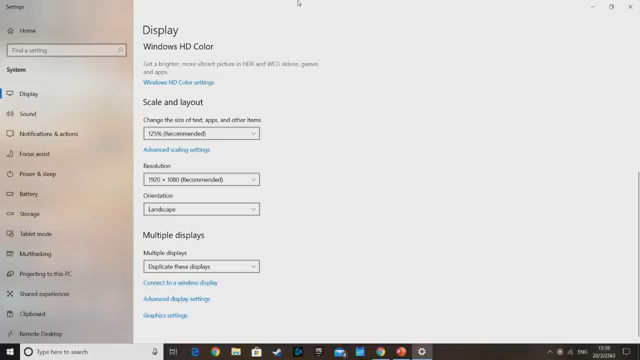 Settings
Home
Find a setting
System
Display
Sound
Notifications & actions
Focus assist
Power & sleep
Battery
Storage
Tablet mode
Multitasking
Projecting to this PC
Shared experiences
Clipboard
Remote Desktop
Display
Windows HD Color
Get a brighter, more vibrant picture in HDR and WCG videos, games,
and apps.
Windows HD Color settings
Scale and layout
Change the size of text, apps, and other items
125% (Recommended)
Advanced scaling settings
Resolution
1920 × 1080 (Recommended)
Orientation
Landscape
Multiple displays
Multiple displays
Duplicate these displays
Connect to a wireless display
Advanced display settings
Graphics settings
Type here to search
ENG
15:18
20/3/2563